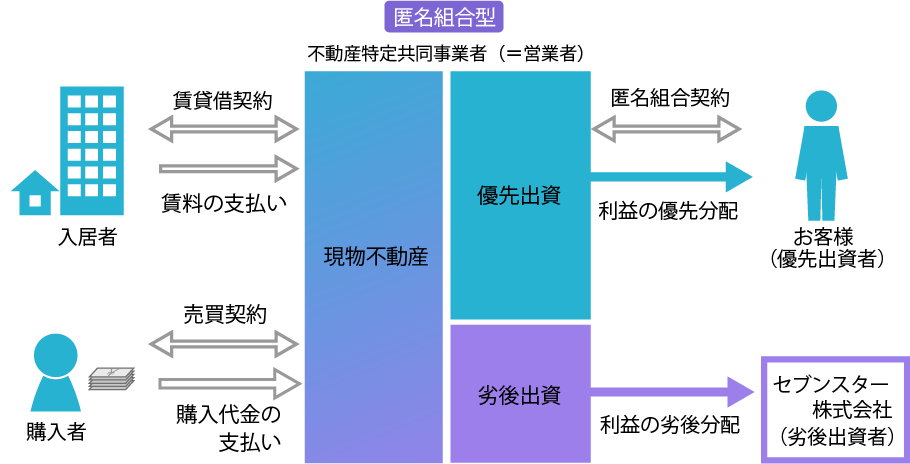 匿名組合型
不動産特定共同事業者（＝営業者）
賃貸借契約
賃料の支払い
入居者
売買契約
購入代金の
支払い
購入者
現物不動産
優先出資
劣後出資
匿名組合契約
利益の優先分配
お客様
（優先出資者）
利益の劣後分配
セブンスター
株式会社
（劣後出資者）